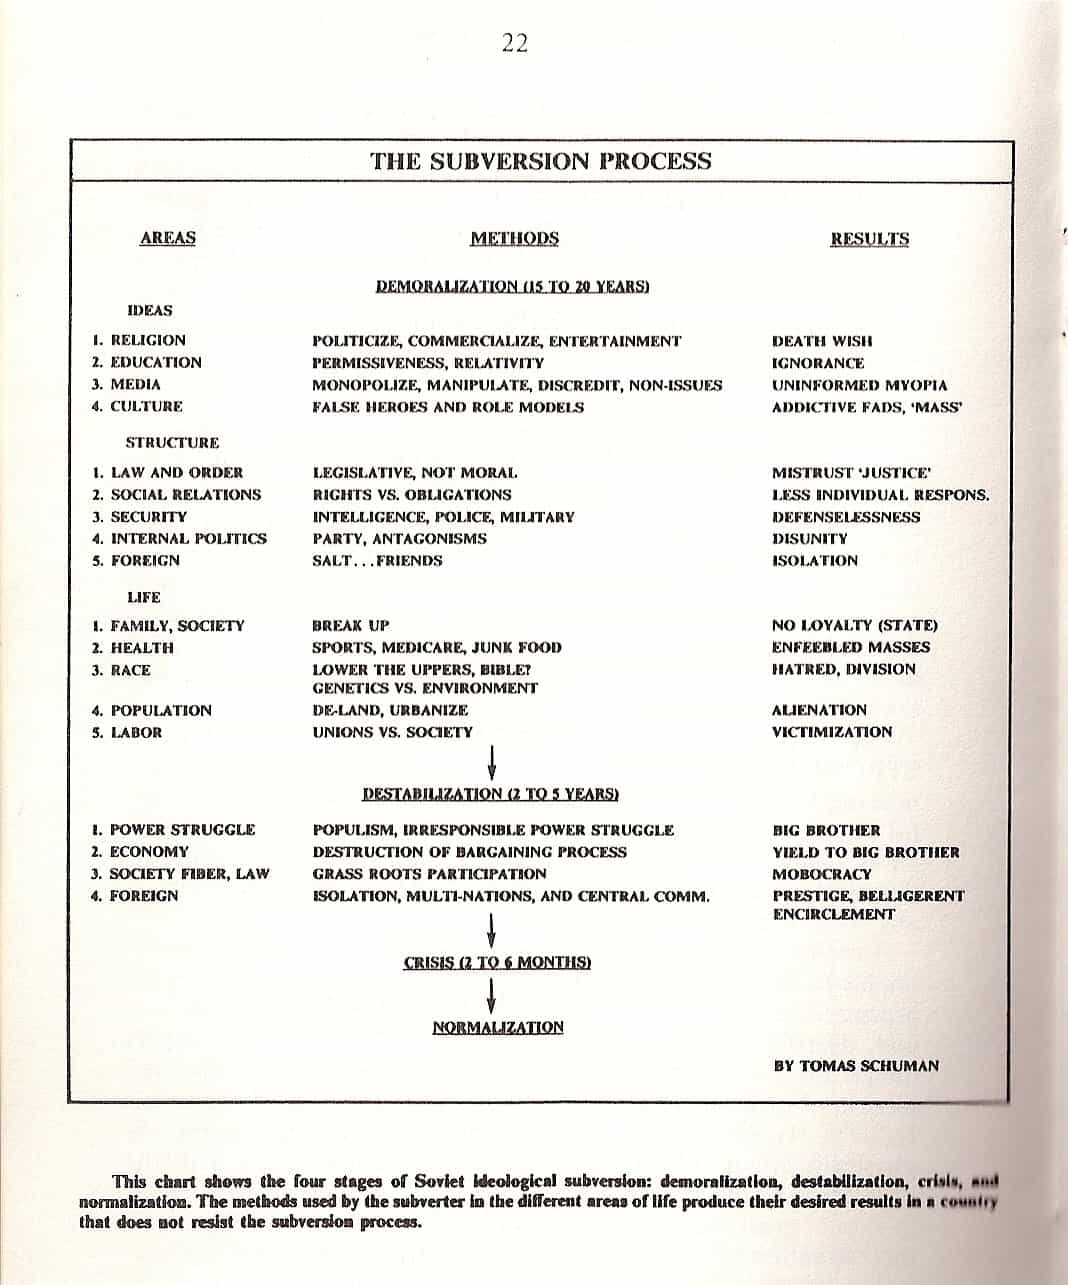 22
THE SUBVERSION PROCESS
AREAS METHODS RESULTS
DEMORALIZATION (15 TO 20 YEARS)
IDEAS
1. RELIGION POLITICIZE, COMMERCIALIZE, ENTERTAINMENT DEATH WISH
2. EDUCATION PERMISSIVENESS, RELATIVITY IGNORANCE
3. MEDIA MONOPOLIZE, MANIPULATE, DISCREDIT, NON-ISSUES UNINFORMED MYOPIA
4. CULTURE FALSE HEROES AND ROLE MODELS ADDICTIVE FADS, ‘MASS’
STRUCTURE
1. LAW AND ORDER LEGISLATIVE, NOT MORAL MISTRUST ‘JUSTICE’
2. SOCIAL RELATIONS RIGHTS VS. OBLIGATIONS LESS INDIVIDUAL RESPONS.
3. SECURITY INTELLIGENCE, POLICE, MILITARY DEFENSELESSNESS
4. INTERNAL POLITICS PARTY, ANTAGONISMS DISUNITY
5. FOREIGN SALT...FRIENDS ISOLATION
LIFE
1. FAMILY, SOCIETY BREAK UP NO LOYALTY (STATE)
2. HEALTH SPORTS, MEDICARE, JUNK FOOD ENFEEBLED MASSES
3. RACE LOWER THE UPPERS, BIBLE? HATRED, DIVISION
GENETICS VS. ENVIRONMENT
4. POPULATION DE-LAND, URBANIZE ALIENATION
5. LABOR UNIONS VS. SOCIETY VICTIMIZATION
DESTABILIZATION (2 TO 5 YEARS)
1. POWER STRUGGLE POPULISM, IRRESPONSIBLE POWER STRUGGLE BIG BROTHER
2. ECONOMY DESTRUCTION OF BARGAINING PROCESS YIELD TO BIG BROTHER
3. SOCIETY FIBER, LAW GRASS ROOTS PARTICIPATION MOBOCRACY
4. FOREIGN ISOLATION, MULTI-NATIONS, AND CENTRAL COMM. PRESTIGE, BELLIGERENT
ENCIRCLEMENT
CRISIS (2 TO 6 MONTHS)
NORMALIZATION
BY TOMAS SCHUMAN
This chart shows the four stages of Soviet ideological subversion: demoralization, destabilization, crisis, and
normalization. The methods used by the subverter in the different areas of life produce their desired results in a country
that does not resist the subversion process.